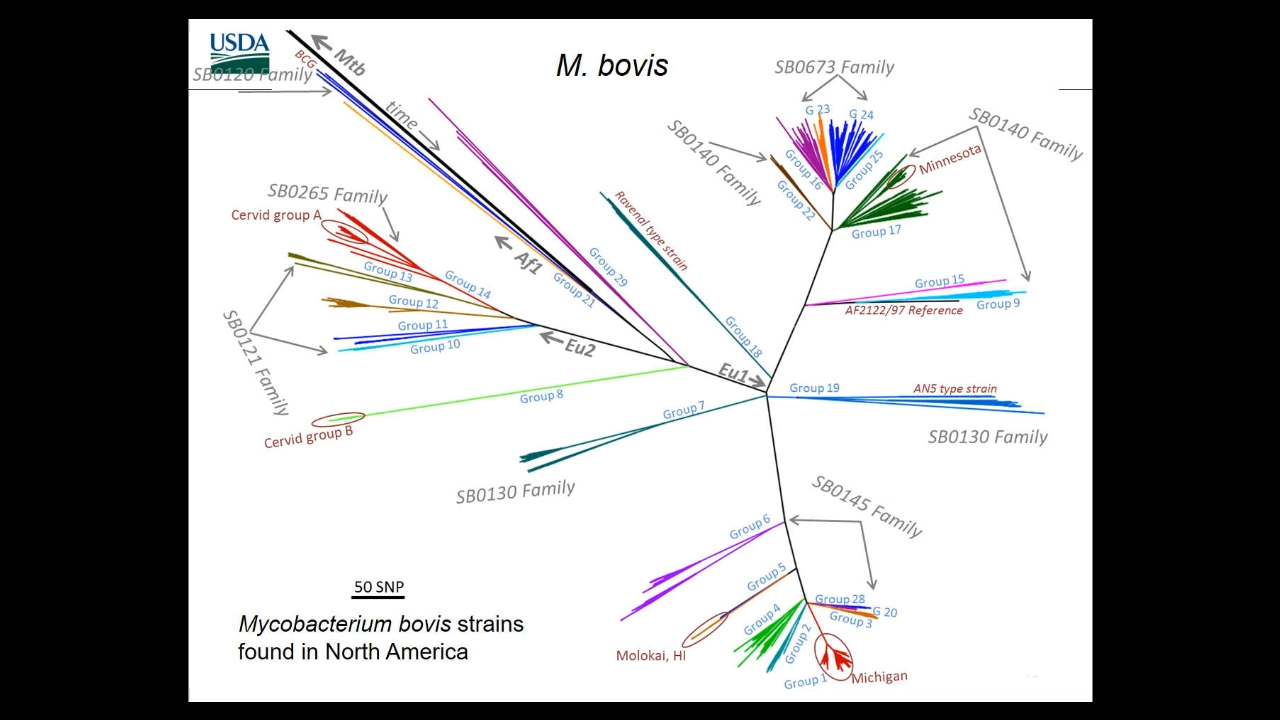 USDA
M. bovis
SB0120 Family
BCG
Mtb
time
SB0673 Family
G 23
G 24
SB0140 Family
SB0140 Family
Minnesota
Group 16
Group 25
Group 22
Group 17
SB0265 Family
Cervid group A
Ravenal type strain
Af1
Group 29
Group 21
Group 13
Group 14
Group 12
Group 11
Group 10
SB0121 Family
Eu2
Group 15
Group 9
AF2122/97 Reference
Group 18
Eu1
Group 19
AN5 type strain
SB0130 Family
Group 8
Group 7
Cervid group B
SB0130 Family
SB0145 Family
Group 6
Group 5
Group 28
G 20
Group 3
Group 4
Group 2
Group 1
Michigan
Molokai, HI
50 SNP
Mycobacterium bovis strains
found in North America